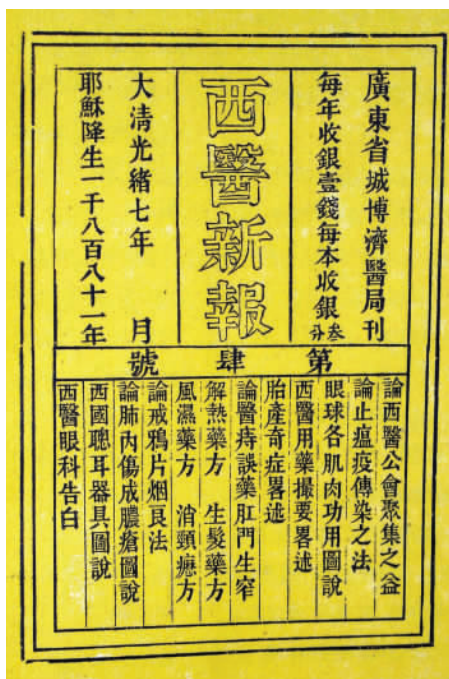 廣東省城博濟醫局刊
每年收銀壹錢每本收銀叁分
西醫新報
大清光緒七年 月
耶穌降生一千八百八十一年
第肆號
論西醫公會聚集之益
論止瘟疫傳染之法
眼球各肌肉功用圖說
西醫用藥撮要畧述
胎產奇症畧述
論醫痔誤藥肛門生窄
解熱藥方 生髮藥方
風濕藥方 消頸癧方
論戒鴉片烟良法
論肺內傷成膿瘡圖說
西國聰耳器具圖說
西醫眼科告白